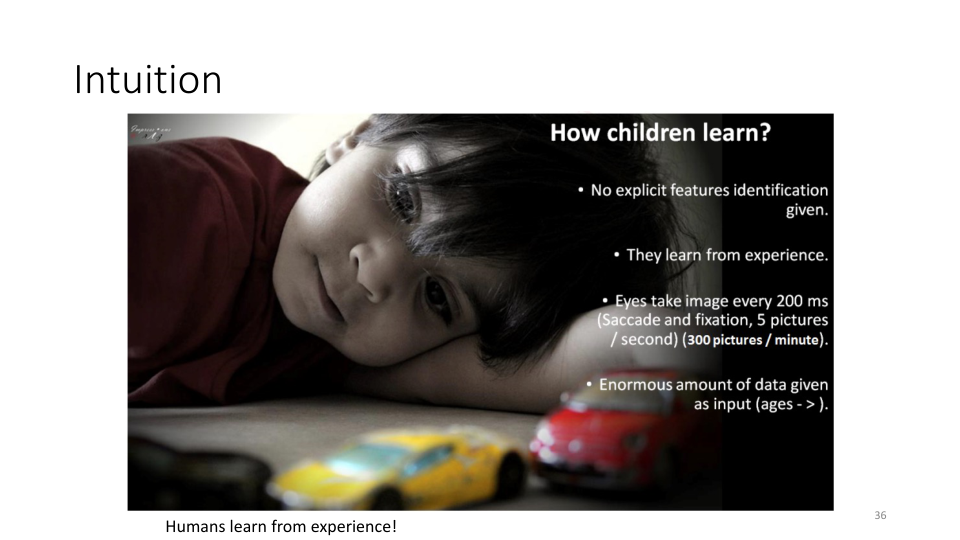 Intuition
How children learn?
• No explicit features identification
given.
• They learn from experience.
• Eyes take image every 200 ms
(Saccade and fixation, 5 pictures
/ second) (300 pictures / minute).
• Enormous amount of data given
as input (ages - > ).
Humans learn from experience!
36